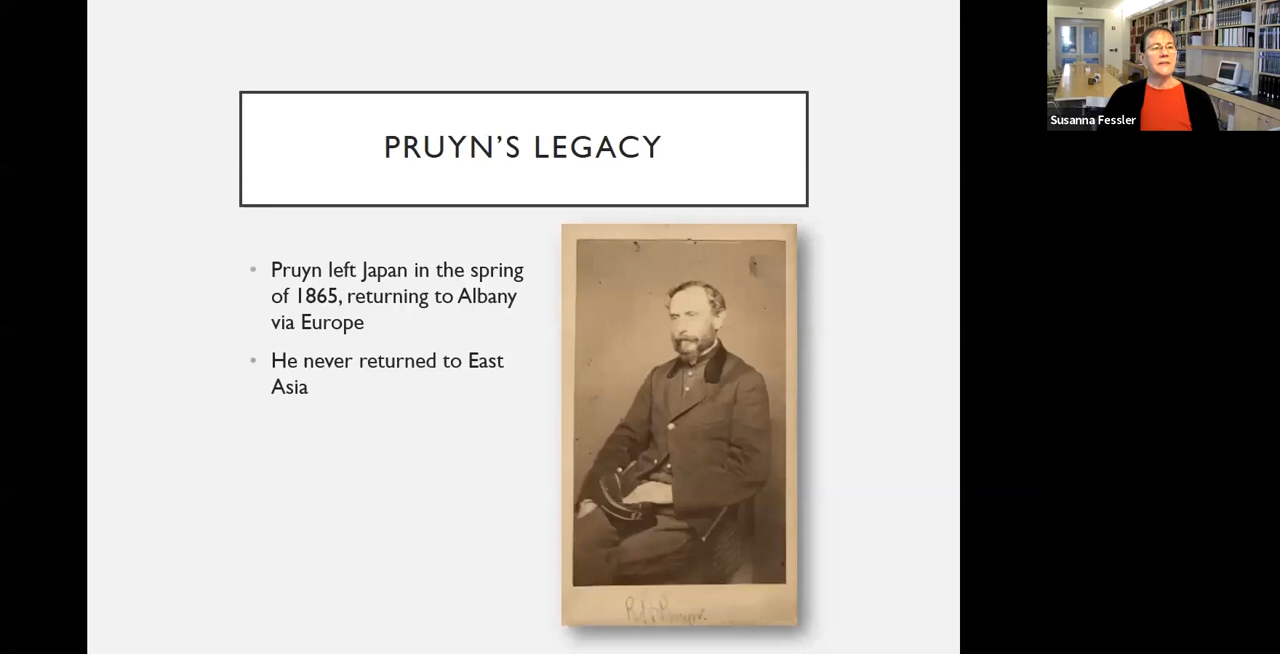 PRUYN’S LEGACY
• Pruyn left Japan in the spring
of 1865, returning to Albany
via Europe
• He never returned to East
Asia
Pruyn.
Susanna Fessler